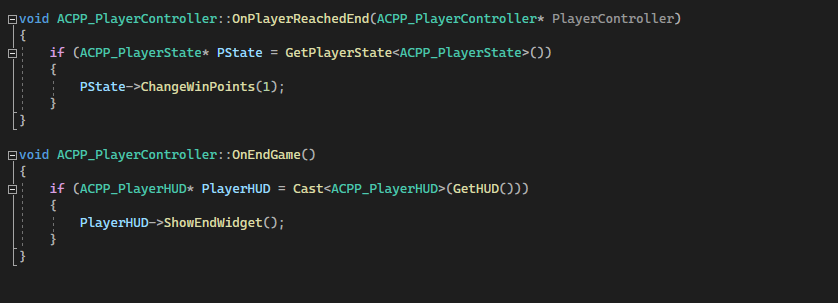 void ACPP_PlayerController::OnPlayerReachedEnd(ACPP_PlayerController* PlayerController)
{
    if (ACPP_PlayerState* PState = GetPlayerState<ACPP_PlayerState>())
    {
        PState->ChangeWinPoints(1);
    }
}

void ACPP_PlayerController::OnEndGame()
{
    if (ACPP_PlayerHUD* PlayerHUD = Cast<ACPP_PlayerHUD>(GetHUD()))
    {
        PlayerHUD->ShowEndWidget();
    }
}